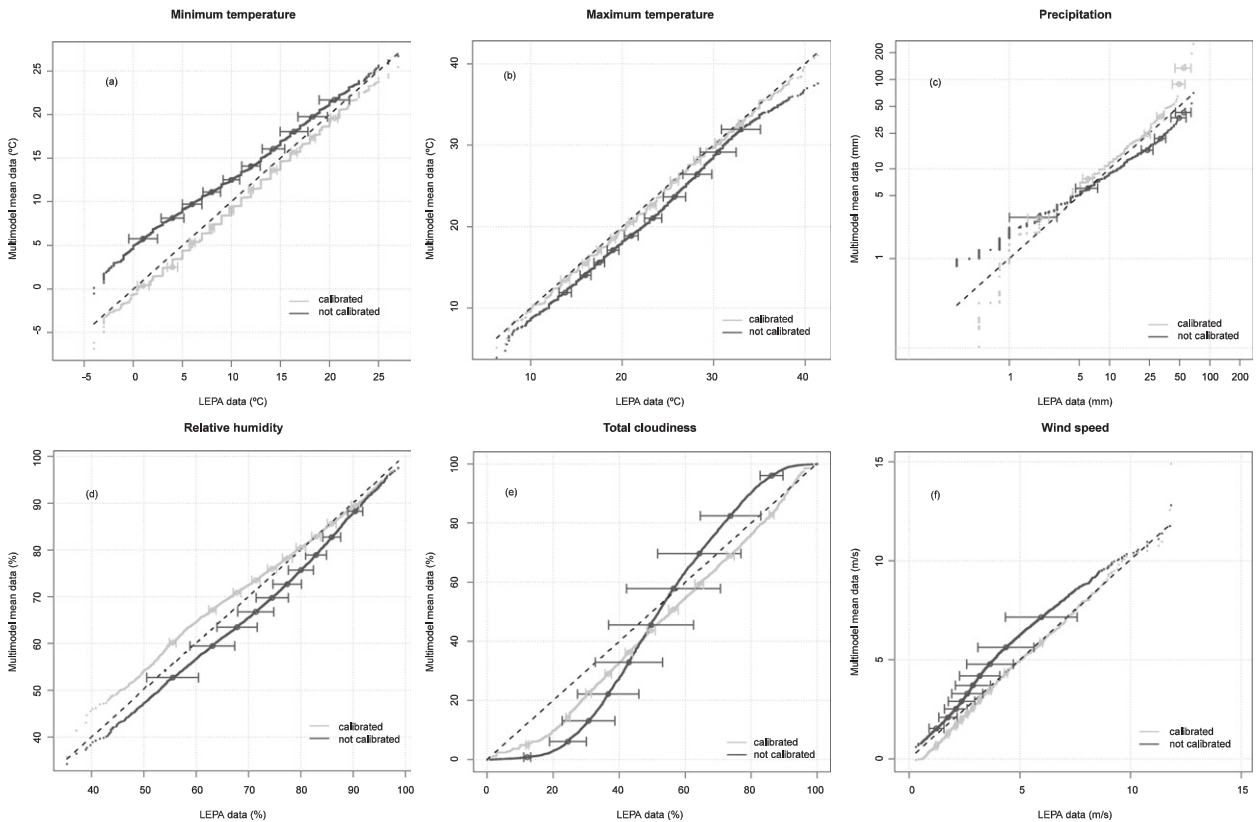 Minimum temperature
Multimodel mean data (ºC)
25
20
15
10
5
0
-5
(a)
calibrated
not calibrated
-5
0
5
10
15
20
25
LEPA data (ºC)
Maximum temperature
Multimodel mean data (ºC)
40
30
20
10
(b)
calibrated
not calibrated
10
20
30
40
LEPA data (ºC)
Precipitation
Multimodel mean data (mm)
200
100
50
25
10
5
1
(c)
calibrated
not calibrated
1
5
10
25
50
100
200
LEPA data (mm)
Relative humidity
Multimodel mean data (%)
100
90
80
70
60
50
40
(d)
calibrated
not calibrated
40
50
60
70
80
90
100
LEPA data (%)
Total cloudiness
Multimodel mean data (%)
100
80
60
40
20
0
(e)
calibrated
not calibrated
0
20
40
60
80
100
LEPA data (%)
Wind speed
Multimodel mean data (m/s)
15
10
5
0
(f)
calibrated
not calibrated
0
5
10
15
LEPA data (m/s)